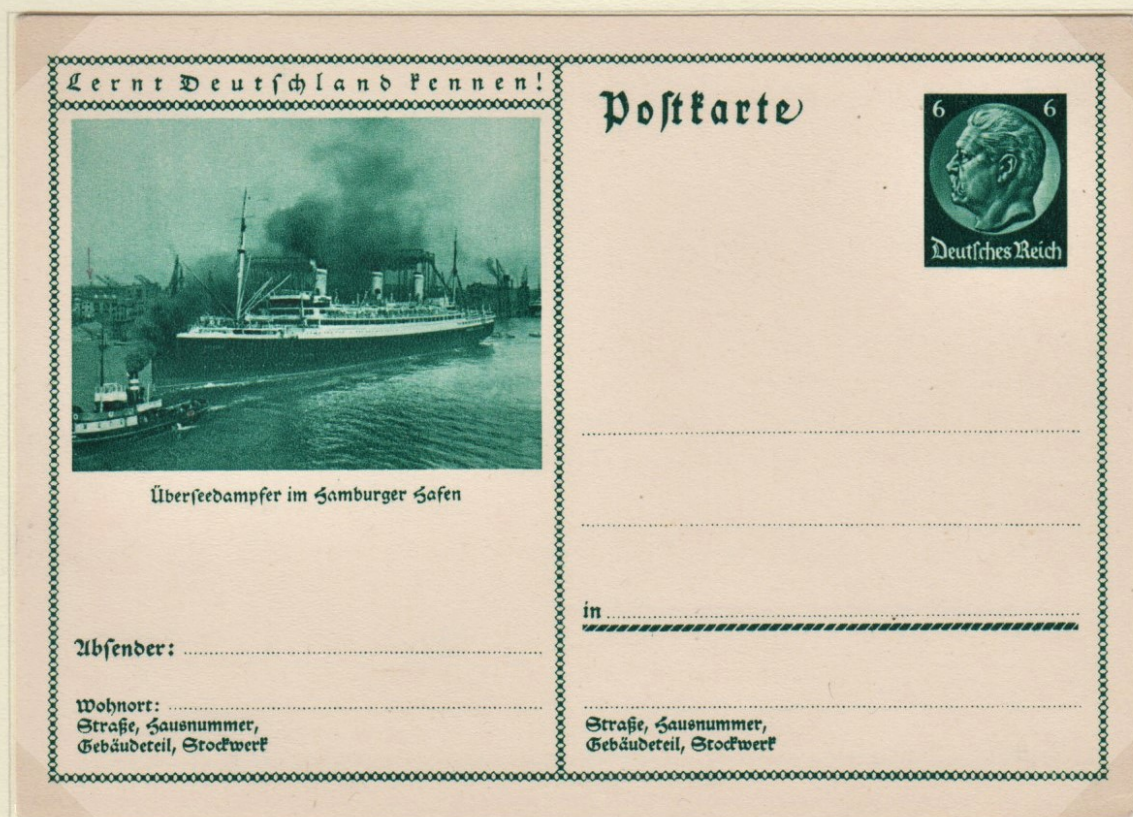 Lernt Deutschland kennen!
Überseedampfer im Hamburger Hafen
Absender:
Wohnort:
Straße, Hausnummer,
Gebäudeteil, Stockwerk
Postkarte
6 6
Deutsches Reich
in
Straße, Hausnummer,
Gebäudeteil, Stockwerk